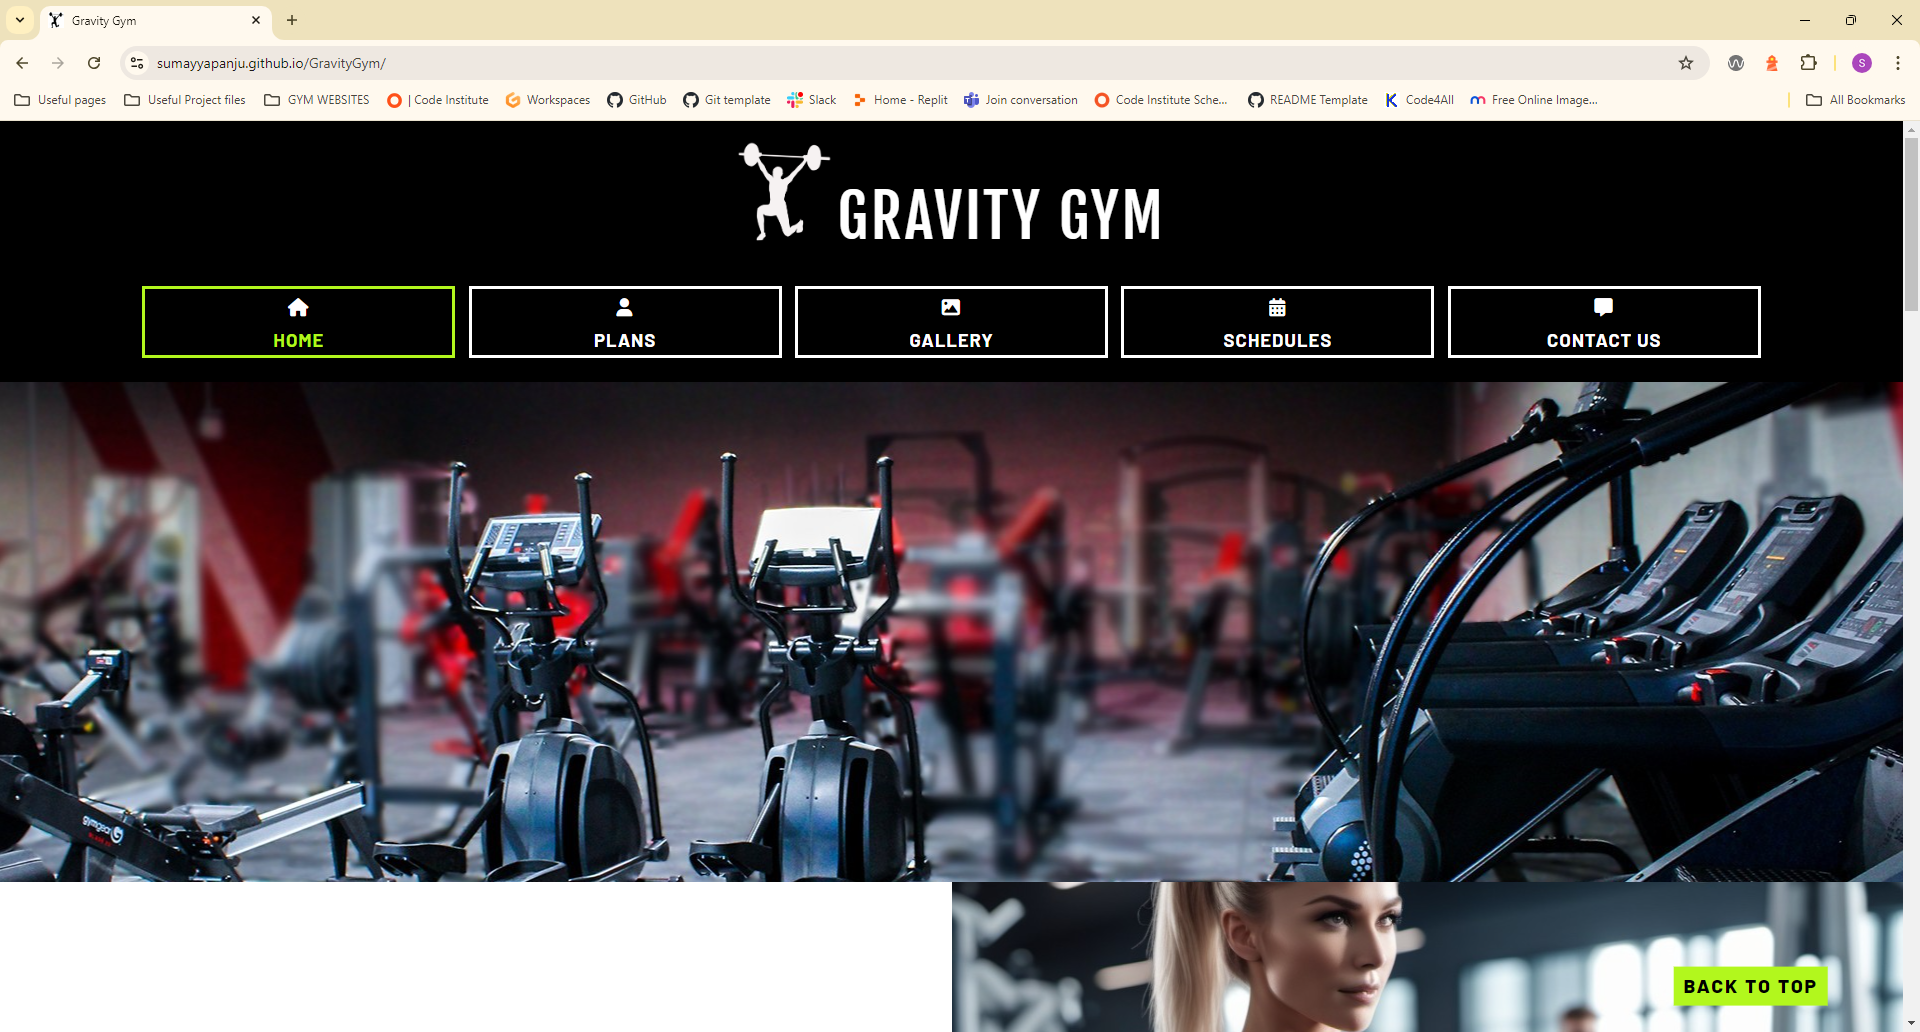 Gravity Gym
sumayyapanju.github.io/GravityGym/
S
Useful pages
Useful Project files
GYM WEBSITES
| Code Institute
Workspaces
GitHub
Git template
Slack
Home - Replit
Join conversation
Code Institute Sche...
README Template
Code4All
Free Online Image...
All Bookmarks
GRAVITY GYM
HOME
PLANS
GALLERY
SCHEDULES
CONTACT US
gymgear
BACK TO TOP